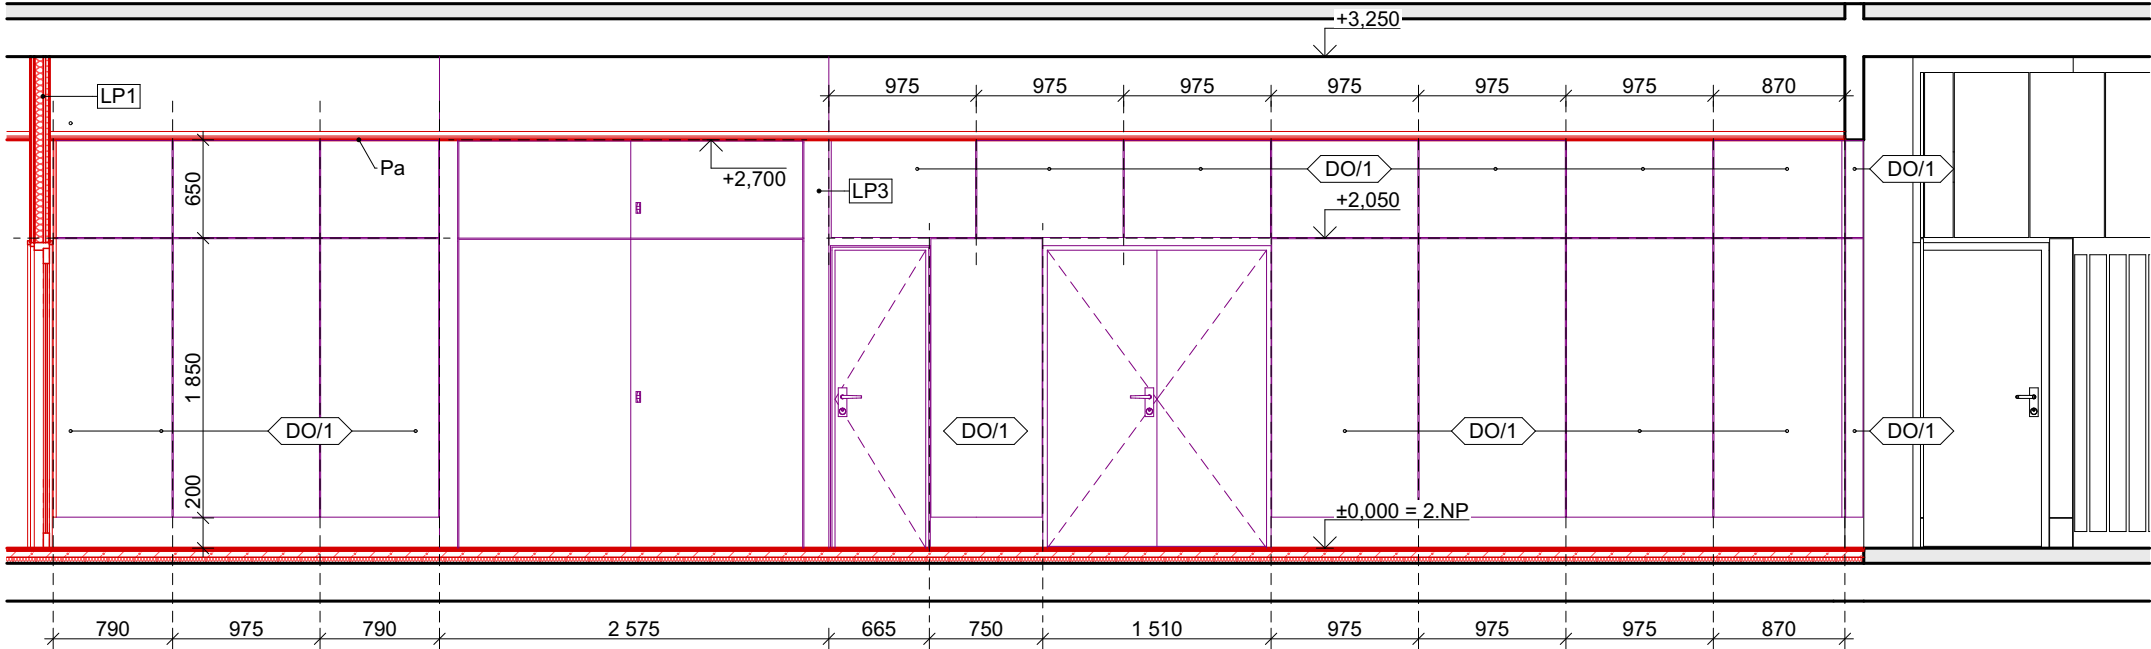 +3,250
975 975 975 975 975 975 870
LP1
Pa
+2,700
DO/1
DO/1
650
LP3
+2,050
1 850
DO/1
DO/1
DO/1
DO/1
200
±0,000 = 2.NP
790 975 790 2 575 665 750 1 510 975 975 975 870